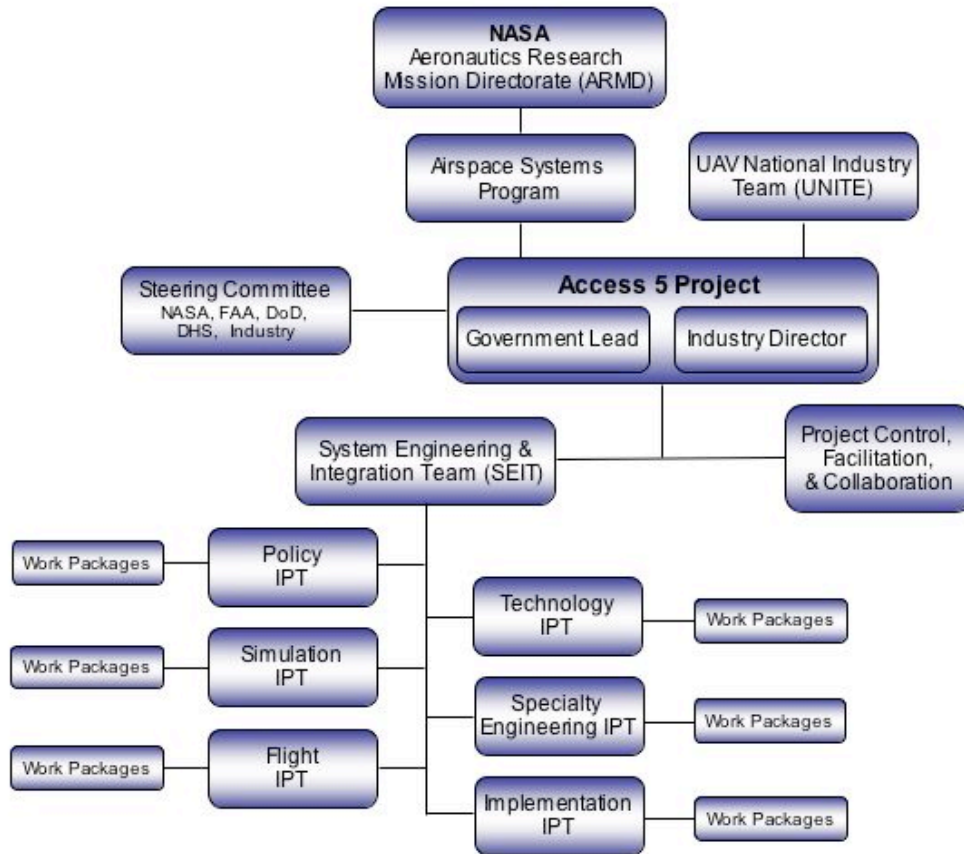 NASA
Aeronautics Research
Mission Directorate (ARMD)
Airspace Systems
Program
UAV National Industry
Team (UNITE)
Steering Committee
NASA, FAA, DoD,
DHS, Industry
Access 5 Project
Government Lead
Industry Director
System Engineering &
Integration Team (SEIT)
Project Control,
Facilitation,
& Collaboration
Work Packages
Policy
IPT
Technology
IPT
Work Packages
Work Packages
Simulation
IPT
Specialty
Engineering IPT
Work Packages
Work Packages
Flight
IPT
Implementation
IPT
Work Packages